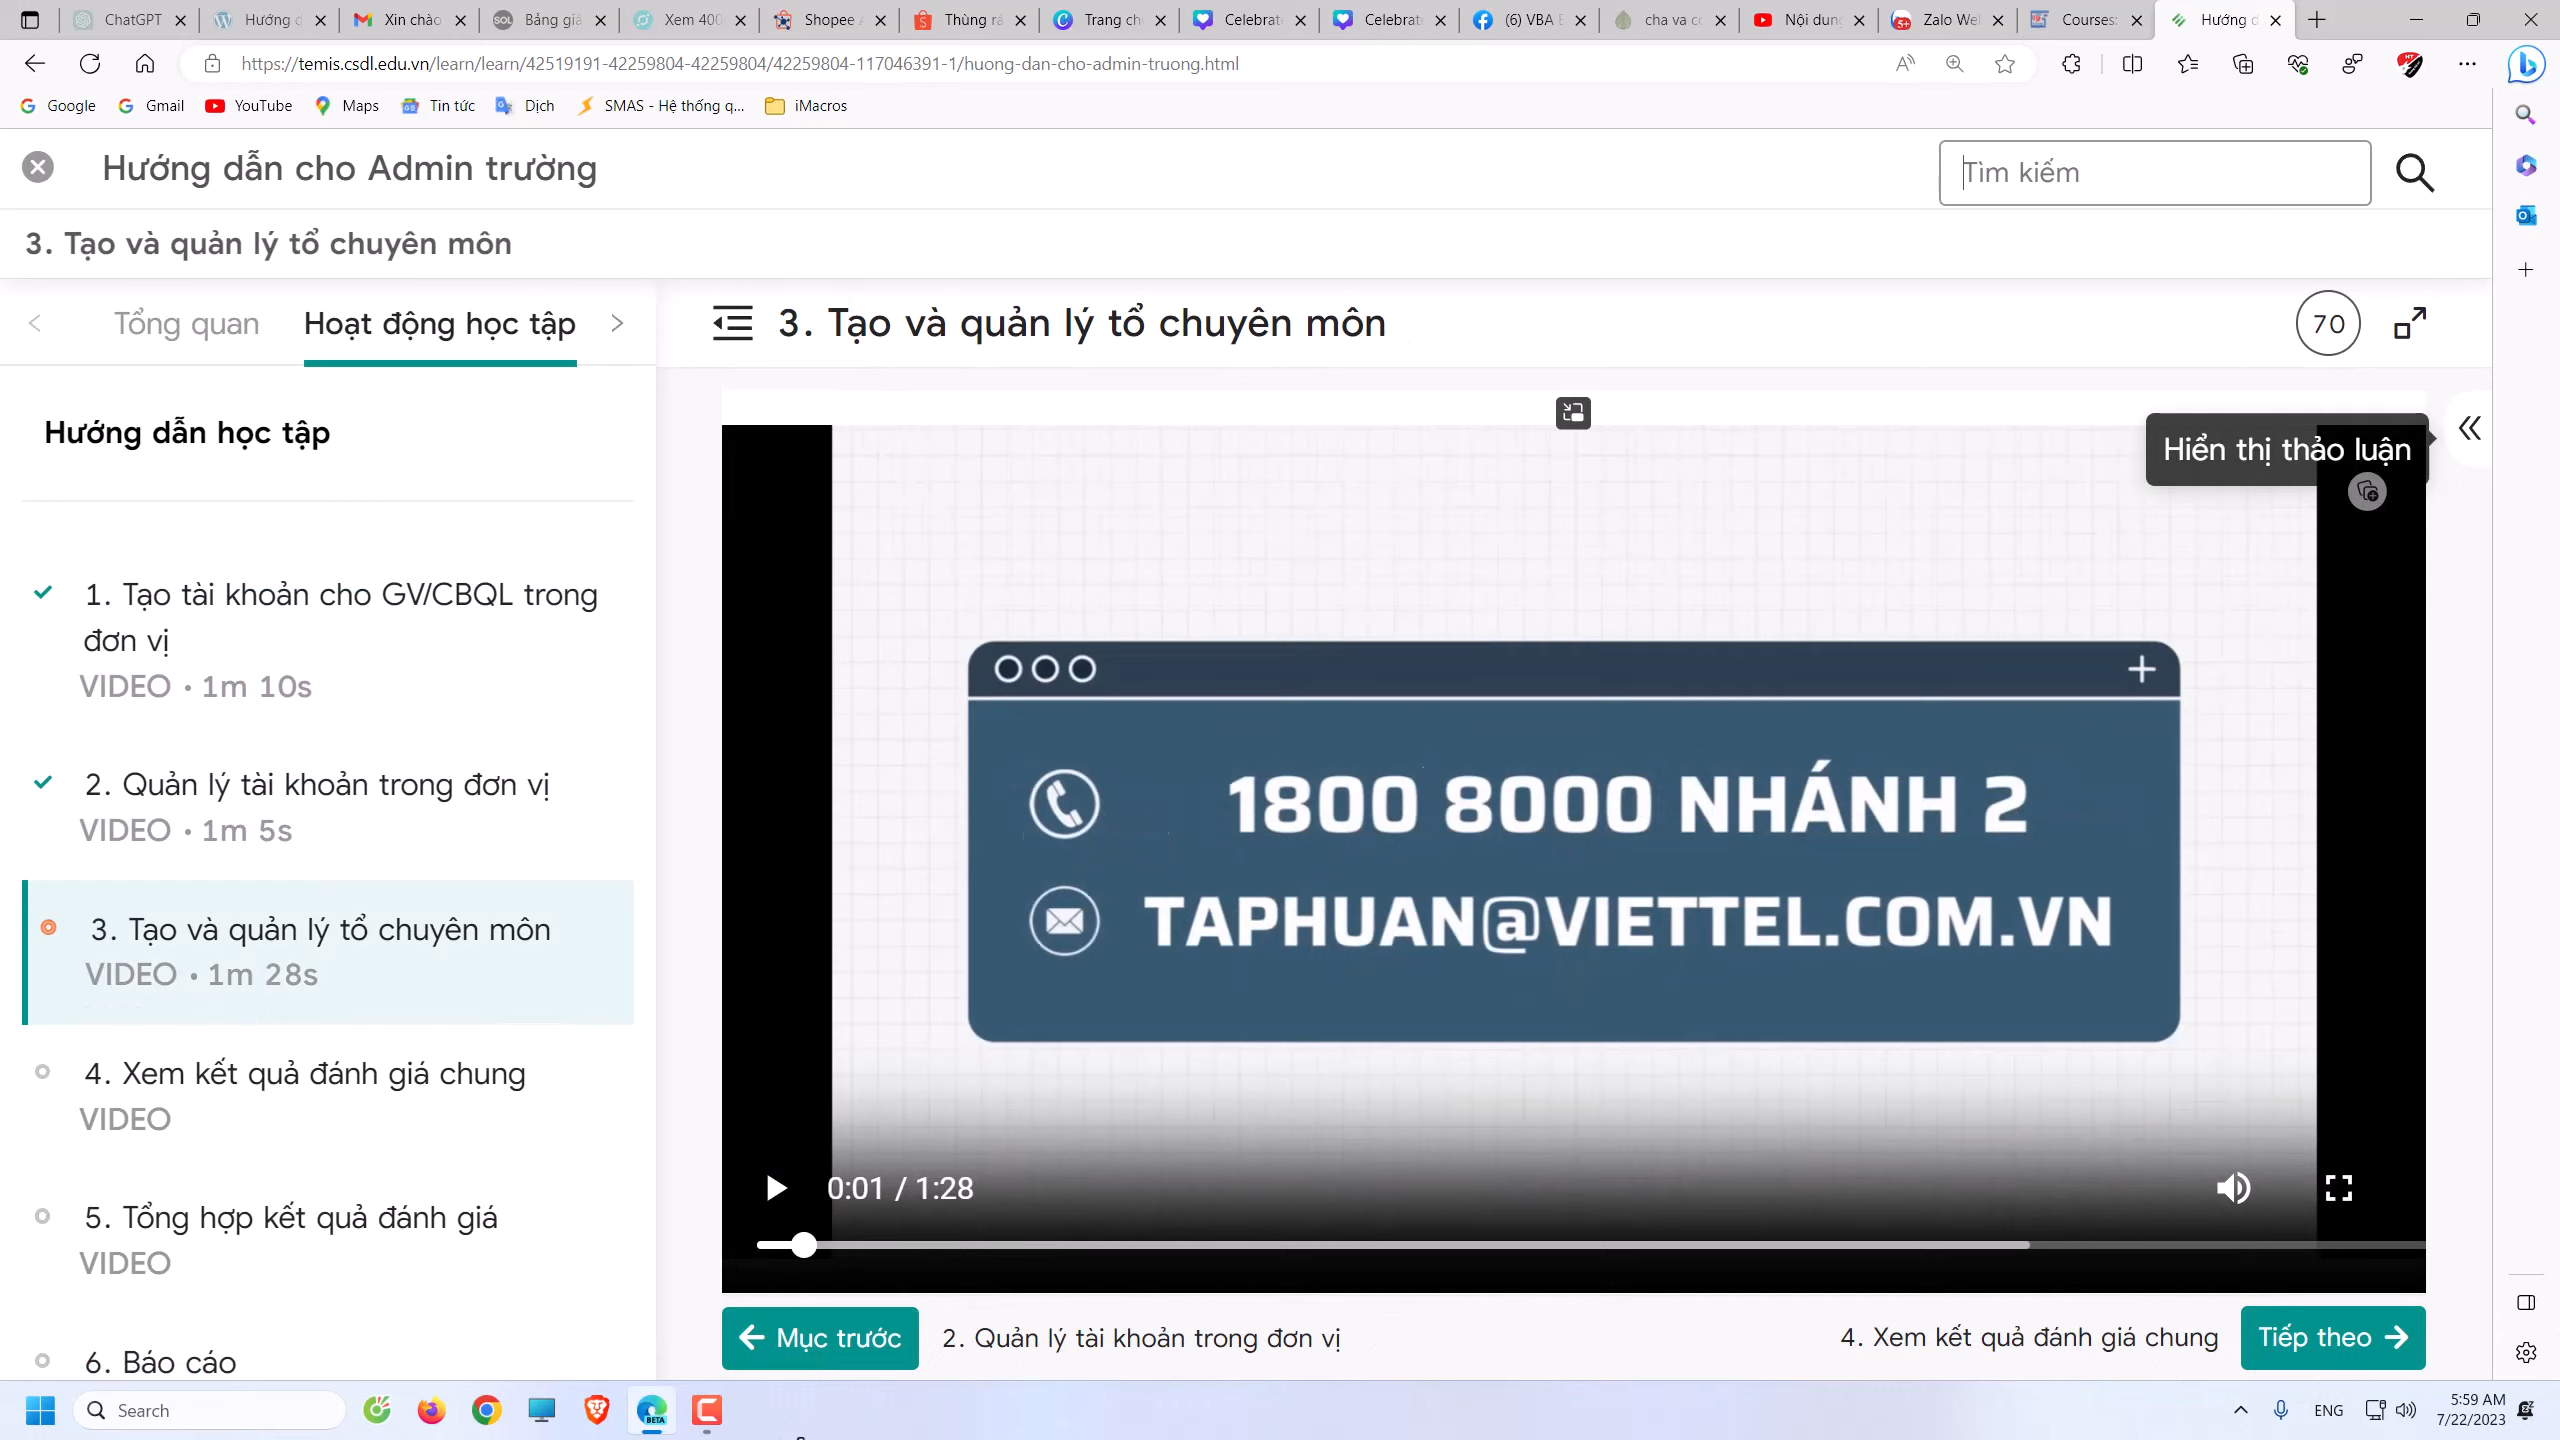 ChatGPT
Hướng d
Xin chào
Bảng giá
Xem 400
Shopee A
Thùng rá
Trang ch
Celebrate
Celebrate
(6) VBA E
cha va co
Nội dung
Zalo We
Courses:
Hướng d
https://temis.csdl.edu.vn/learn/learn/42519191-42259804-42259804/42259804-117046391-1/huong-dan-cho-admin-truong.html
Google
Gmail
YouTube
Maps
Tin tức
Dịch
SMAS - Hệ thống q...
iMacros
Hướng dẫn cho Admin trường
Tìm kiếm
3. Tạo và quản lý tổ chuyên môn
Tổng quan
Hoạt động học tập
3. Tạo và quản lý tổ chuyên môn
70
Hướng dẫn học tập
Hiển thị thảo luận
1. Tạo tài khoản cho GV/CBQL trong
đơn vị
VIDEO • 1m 10s
2. Quản lý tài khoản trong đơn vị
VIDEO • 1m 5s
3. Tạo và quản lý tổ chuyên môn
VIDEO • 1m 28s
4. Xem kết quả đánh giá chung
VIDEO
5. Tổng hợp kết quả đánh giá
VIDEO
6. Báo cáo
1800 8000 NHÁNH 2
TAPHUAN@VIETTEL.COM.VN
0:01 / 1:28
Mục trước
2. Quản lý tài khoản trong đơn vị
4. Xem kết quả đánh giá chung
Tiếp theo
Search
BETA
ENG
5:59 AM
7/22/2023